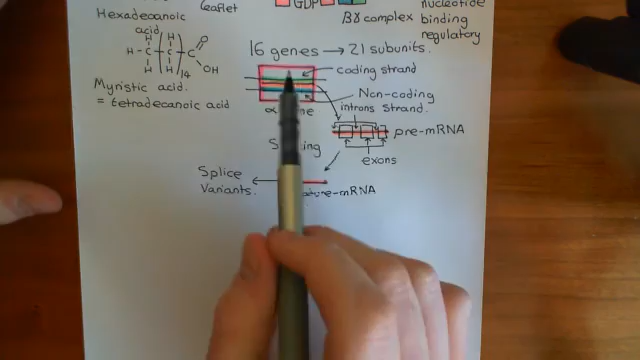 Hexadecanoic
acid
Leaflet
GDP
βγ complex
nucleotide
binding
regulatory
H H O
H-C-(C)-C
H H 14 OH
Myristic acid.
= tetradecanoic acid
16 genes → 21 subunits.
coding strand
Non-coding
strand.
introns
pre-mRNA
exons
Splice
Variants.
-mRNA